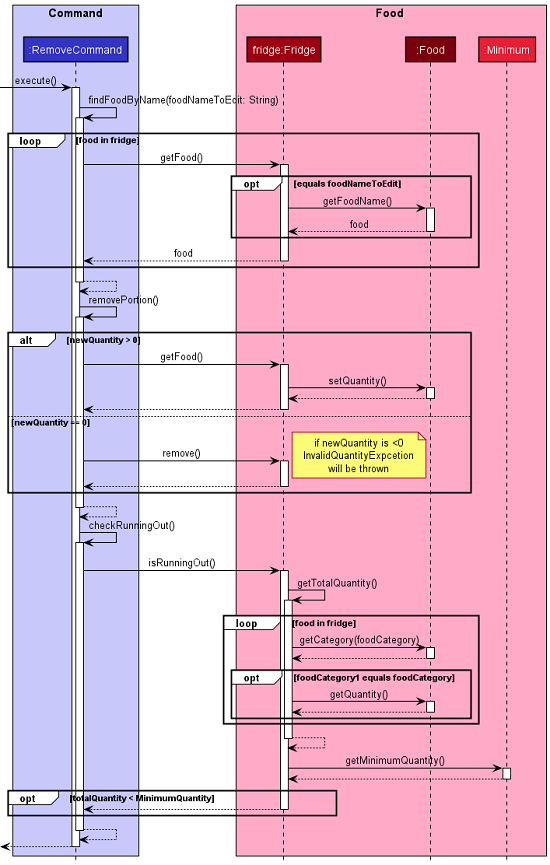 Command
Food
:RemoveCommand
fridge:Fridge
:Food
:Minimum
execute()
findFoodByName(foodNameToEdit: String)
loop
[food in fridge]
getFood()
opt
[equals foodNameToEdit]
getFoodName()
food
food
removePortion()
alt
[newQuantity > 0]
getFood()
setQuantity()
[newQuantity == 0]
if newQuantity is <0
InvalidQuantityExpcetion
will be thrown
remove()
checkRunningOut()
isRunningOut()
getTotalQuantity()
loop
[food in fridge]
getCategory(foodCategory)
opt
[foodCategory1 equals foodCategory]
getQuantity()
getMinimumQuantity()
opt
[totalQuantity < MinimumQuantity]